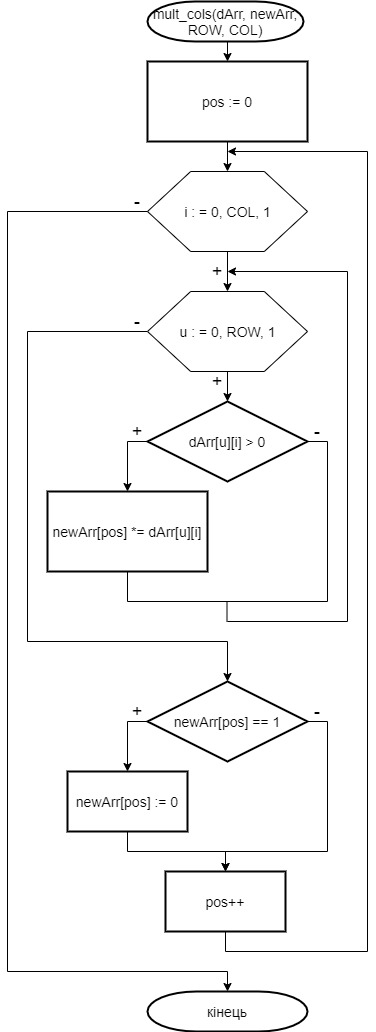 mult_cols(dArr, newArr,
ROW, COL)
pos := 0
-
i : = 0, COL, 1
+
-
u : = 0, ROW, 1
+
+
-
dArr[u][i] > 0
newArr[pos] *= dArr[u][i]
+
-
newArr[pos] == 1
newArr[pos] := 0
pos++
кінець